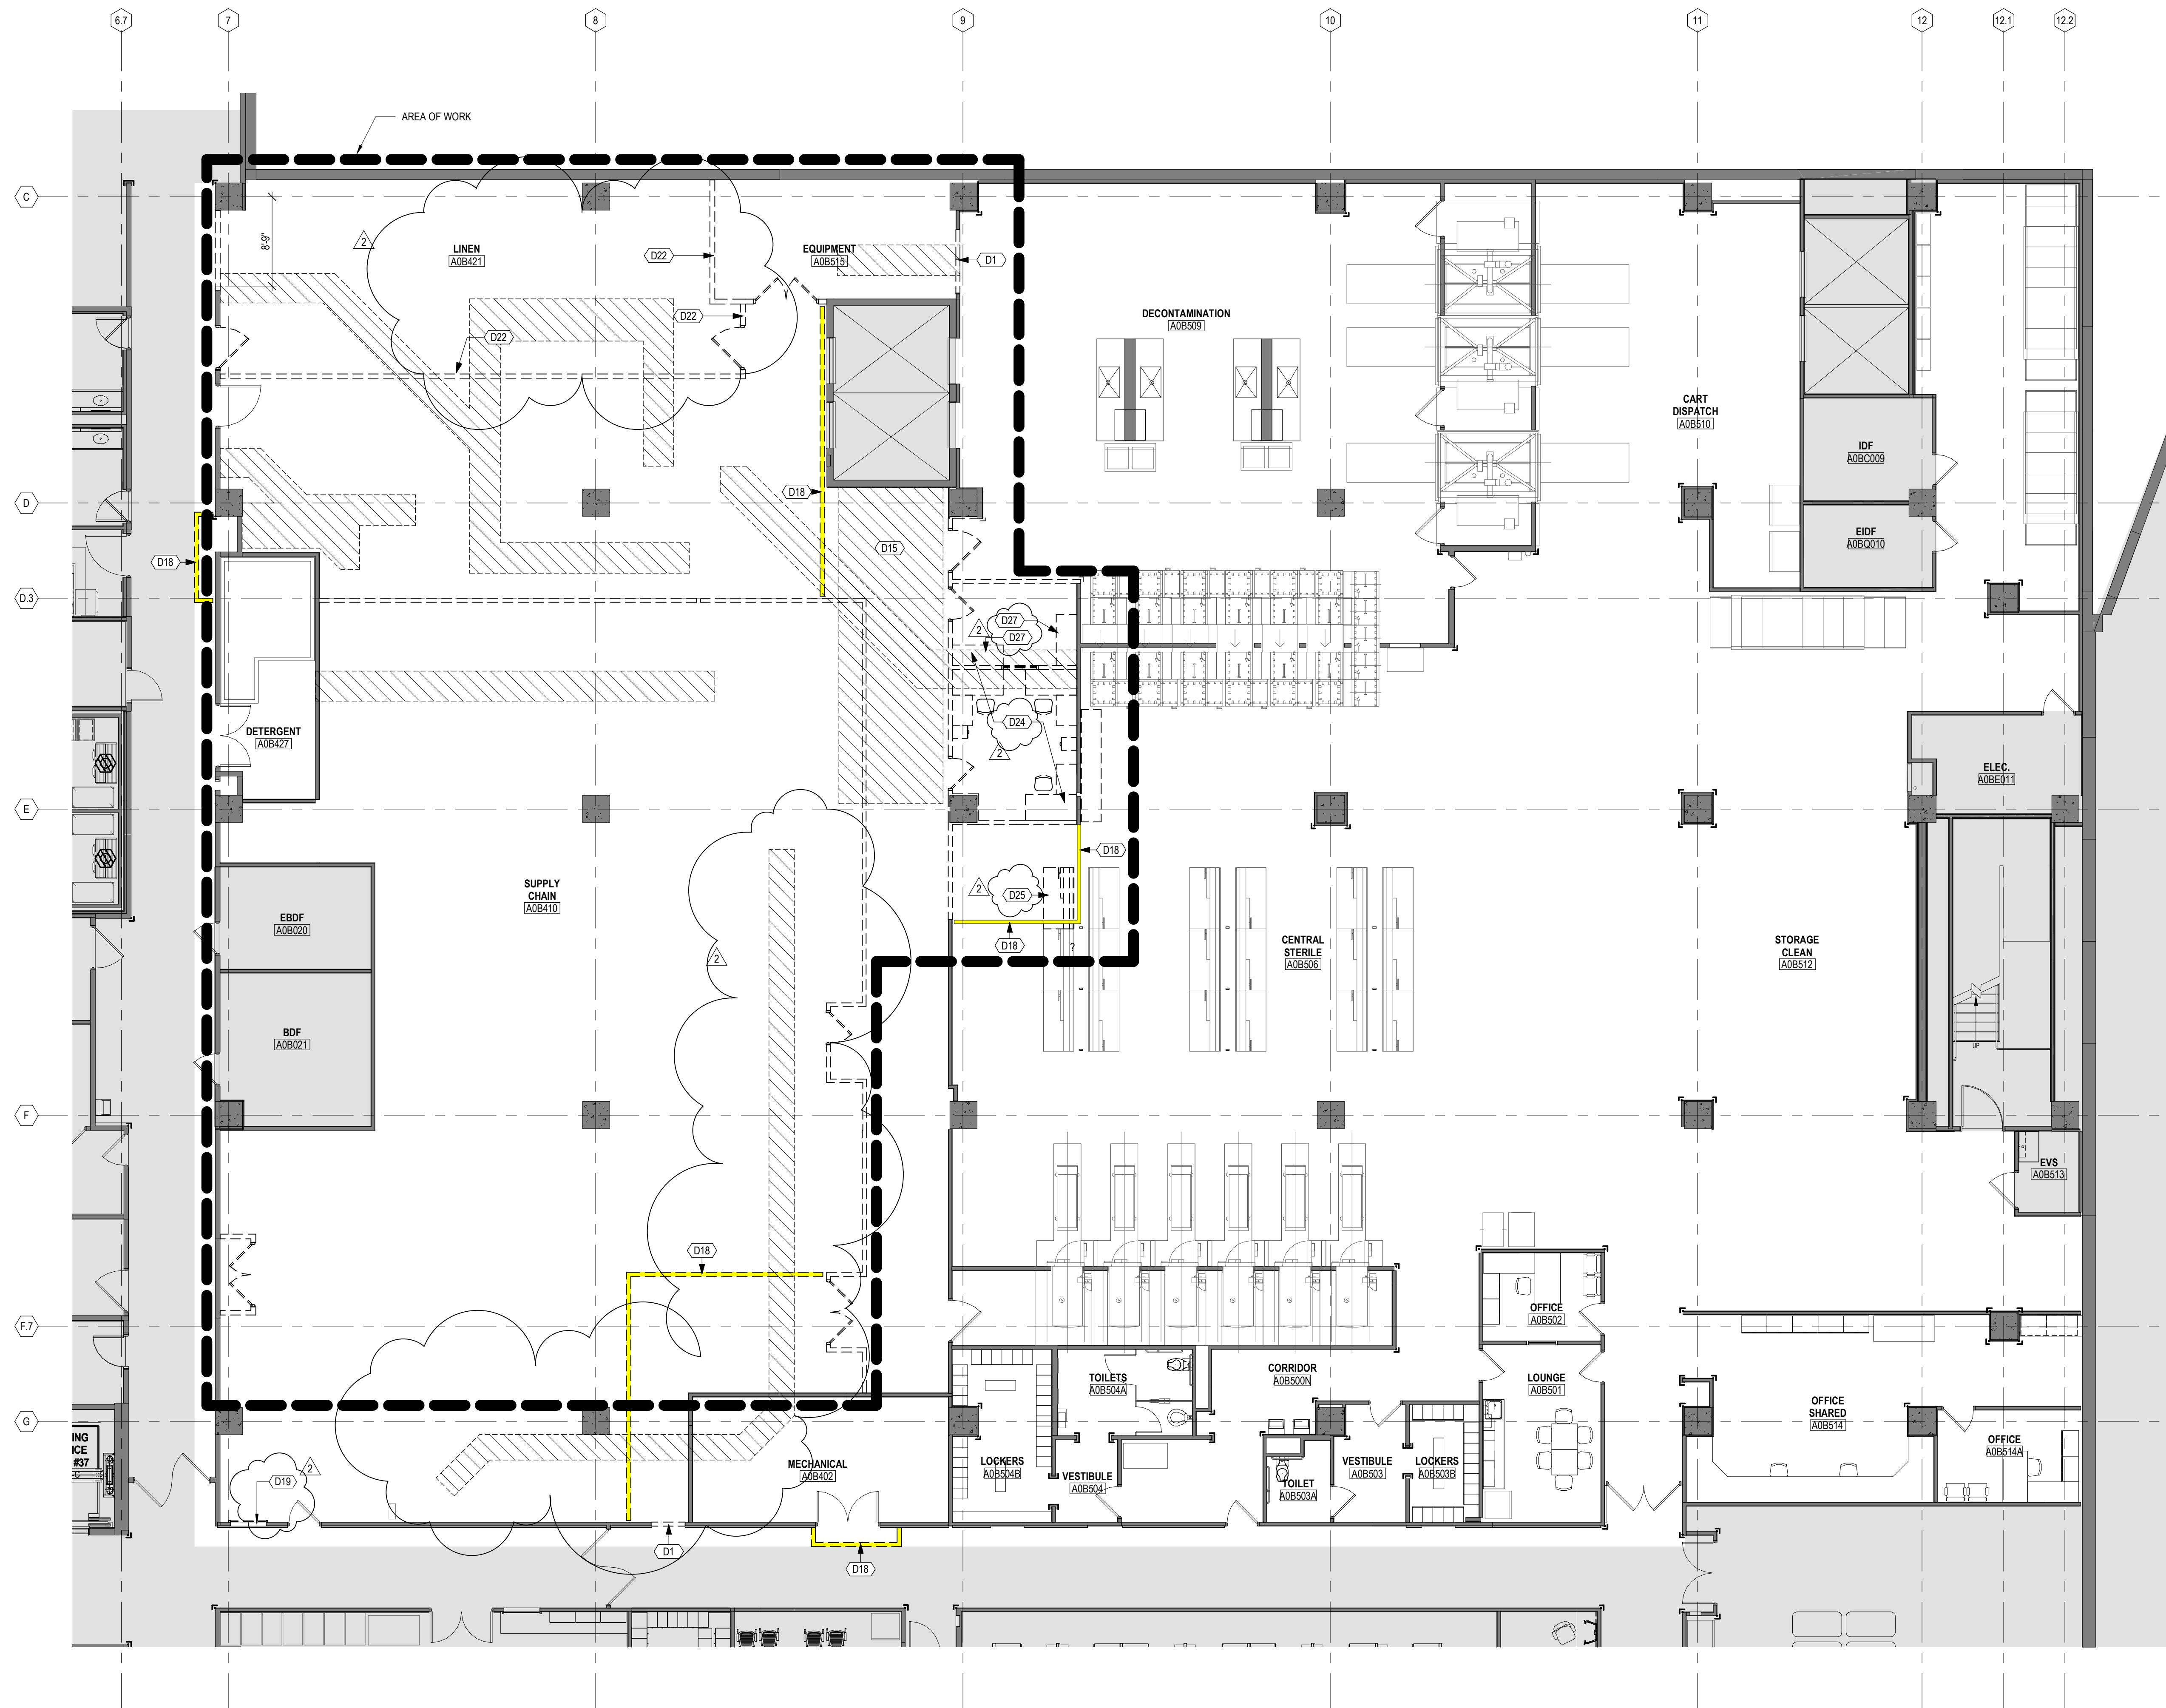 6.7
7
8
9
10
11
12
12.1
12.2
AREA OF WORK
C
8'-9"
2
LINEN
A0B421
D22
EQUIPMENT
A0B515
D1
D22
D22
DECONTAMINATION
A0B509
CART
DISPATCH
A0B510
IDF
A0BC009
D
D18
D15
EIDF
A0BQ010
D18
D.3
D27
2
D27
D24
2
DETERGENT
A0B427
ELEC.
A0BE011
E
D18
SUPPLY
CHAIN
A0B410
2
D25
EBDF
A0B020
D18
?
CENTRAL
STERILE
A0B506
STORAGE
CLEAN
A0B512
2
BDF
A0B021
UP
F
EVS
A0B513
D18
OFFICE
A0B502
F.7
TOILETS
A0B504A
CORRIDOR
A0B500N
LOUNGE
A0B501
G
OFFICE
SHARED
A0B514
OFFICE
A0B514A
ING
ICE
#37
2
D19
MECHANICAL
A0B402
LOCKERS
A0B504B
VESTIBULE
A0B504
TOILET
A0B503A
VESTIBULE
A0B503
LOCKERS
A0B503B
D1
D18